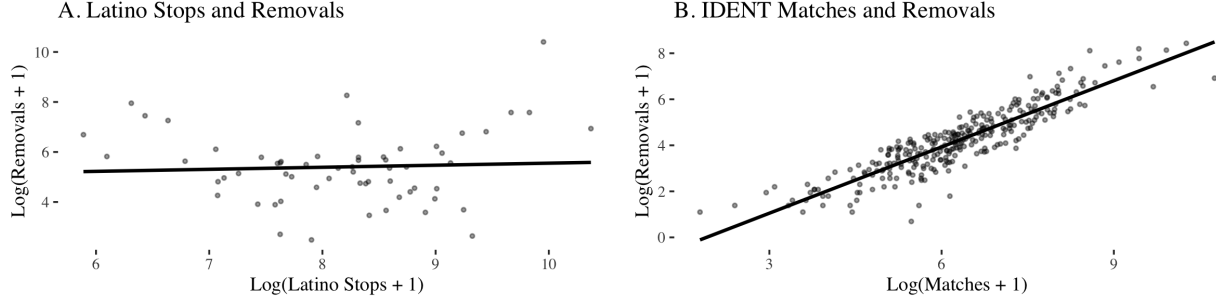 A. Latino Stops and Removals
Log(Removals + 1)
10
8
6
4
6 7 8 9 10
Log(Latino Stops + 1)
B. IDENT Matches and Removals
Log(Removals + 1)
8
6
4
2
0
3 6 9
Log(Matches + 1)